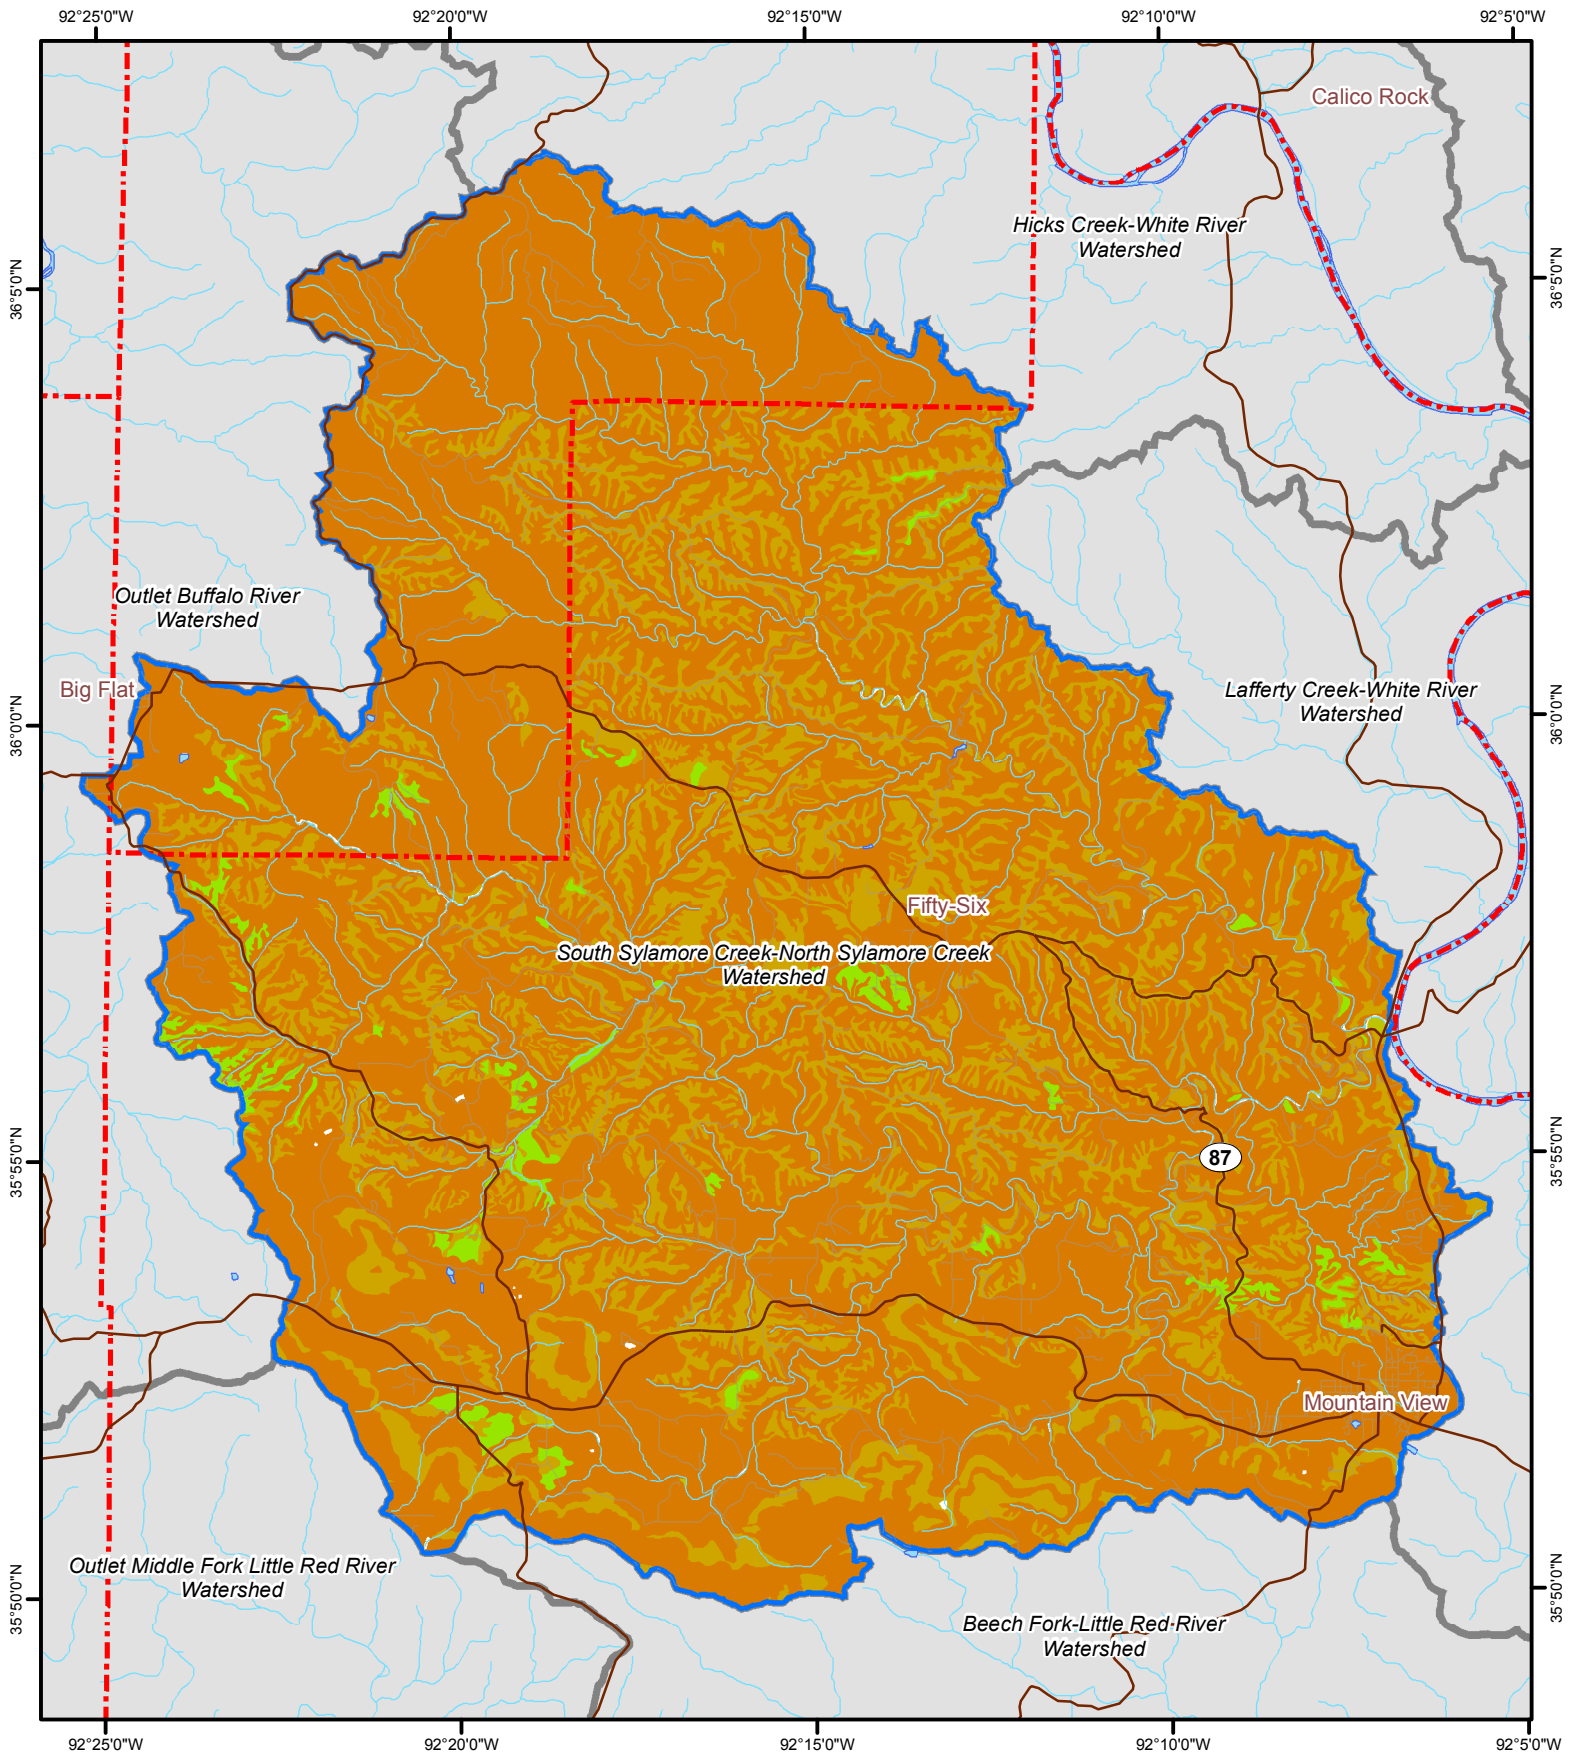 92°25'0"W
92°20'0"W
92°15'0"W
92°10'0"W
92°5'0"W
Calico Rock
Hicks Creek-White River
Watershed
36°5'0"N
36°5'0"N
Outlet Buffalo River
Watershed
Big Flat
Lafferty Creek-White River
Watershed
36°0'0"N
36°0'0"N
Fifty-Six
South Sylamore Creek-North Sylamore Creek
Watershed
87
35°55'0"N
35°55'0"N
Mountain View
Outlet Middle Fork Little Red River
Watershed
35°50'0"N
35°50'0"N
Beech Fork-Little Red-River
Watershed
92°25'0"W
92°20'0"W
92°15'0"W
92°10'0"W
92°5'0"W